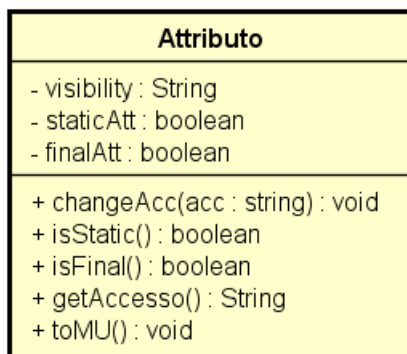 Attributo
- visibility : String
- staticAtt : boolean
- finalAtt : boolean
+ changeAcc(acc : string) : void
+ isStatic() : boolean
+ isFinal() : boolean
+ getAccesso() : String
+ toMU() : void